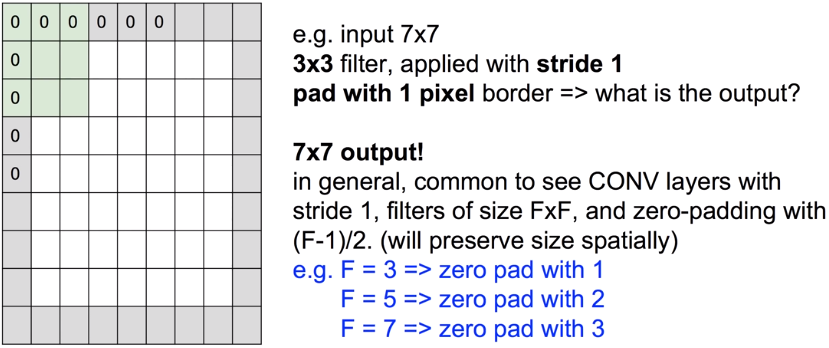 0 0 0 0 0 0
0
0
0
0
e.g. input 7x7
3x3 filter, applied with stride 1
pad with 1 pixel border => what is the output?
7x7 output!
in general, common to see CONV layers with
stride 1, filters of size FxF, and zero-padding with
(F-1)/2. (will preserve size spatially)
e.g. F = 3 => zero pad with 1
F = 5 => zero pad with 2
F = 7 => zero pad with 3